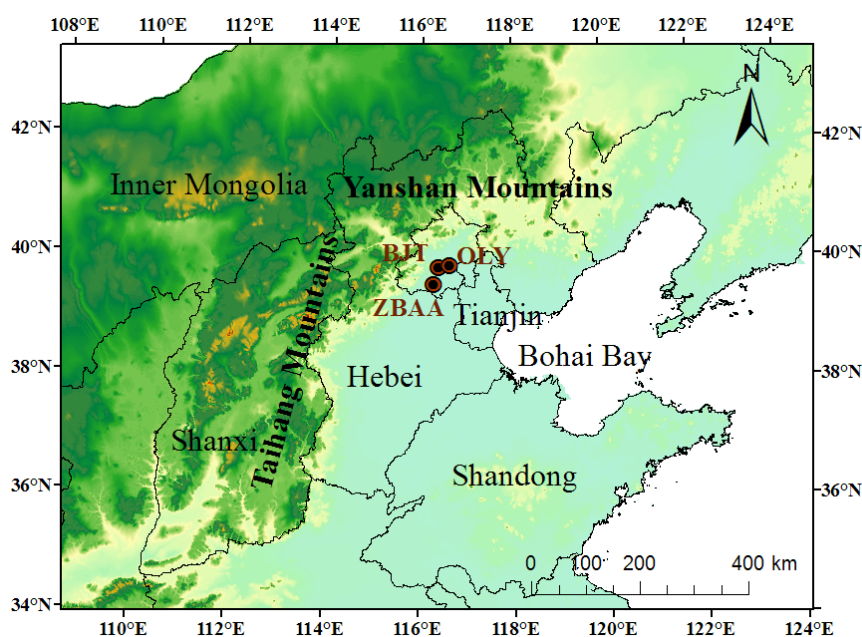 108°E 110°E 112°E 114°E 116°E 118°E 120°E 122°E 124°E
N
42°N 42°N
Inner Mongolia
Yanshan Mountains
40°N 40°N
BJT OLY
ZBAA
Tianjin
Taihang Mountains
Bohai Bay
38°N 38°N
Hebei
Shanxi
Shandong
36°N 36°N
0 100 200 400 km
34°N 34°N
110°E 112°E 114°E 116°E 118°E 120°E 122°E 124°E